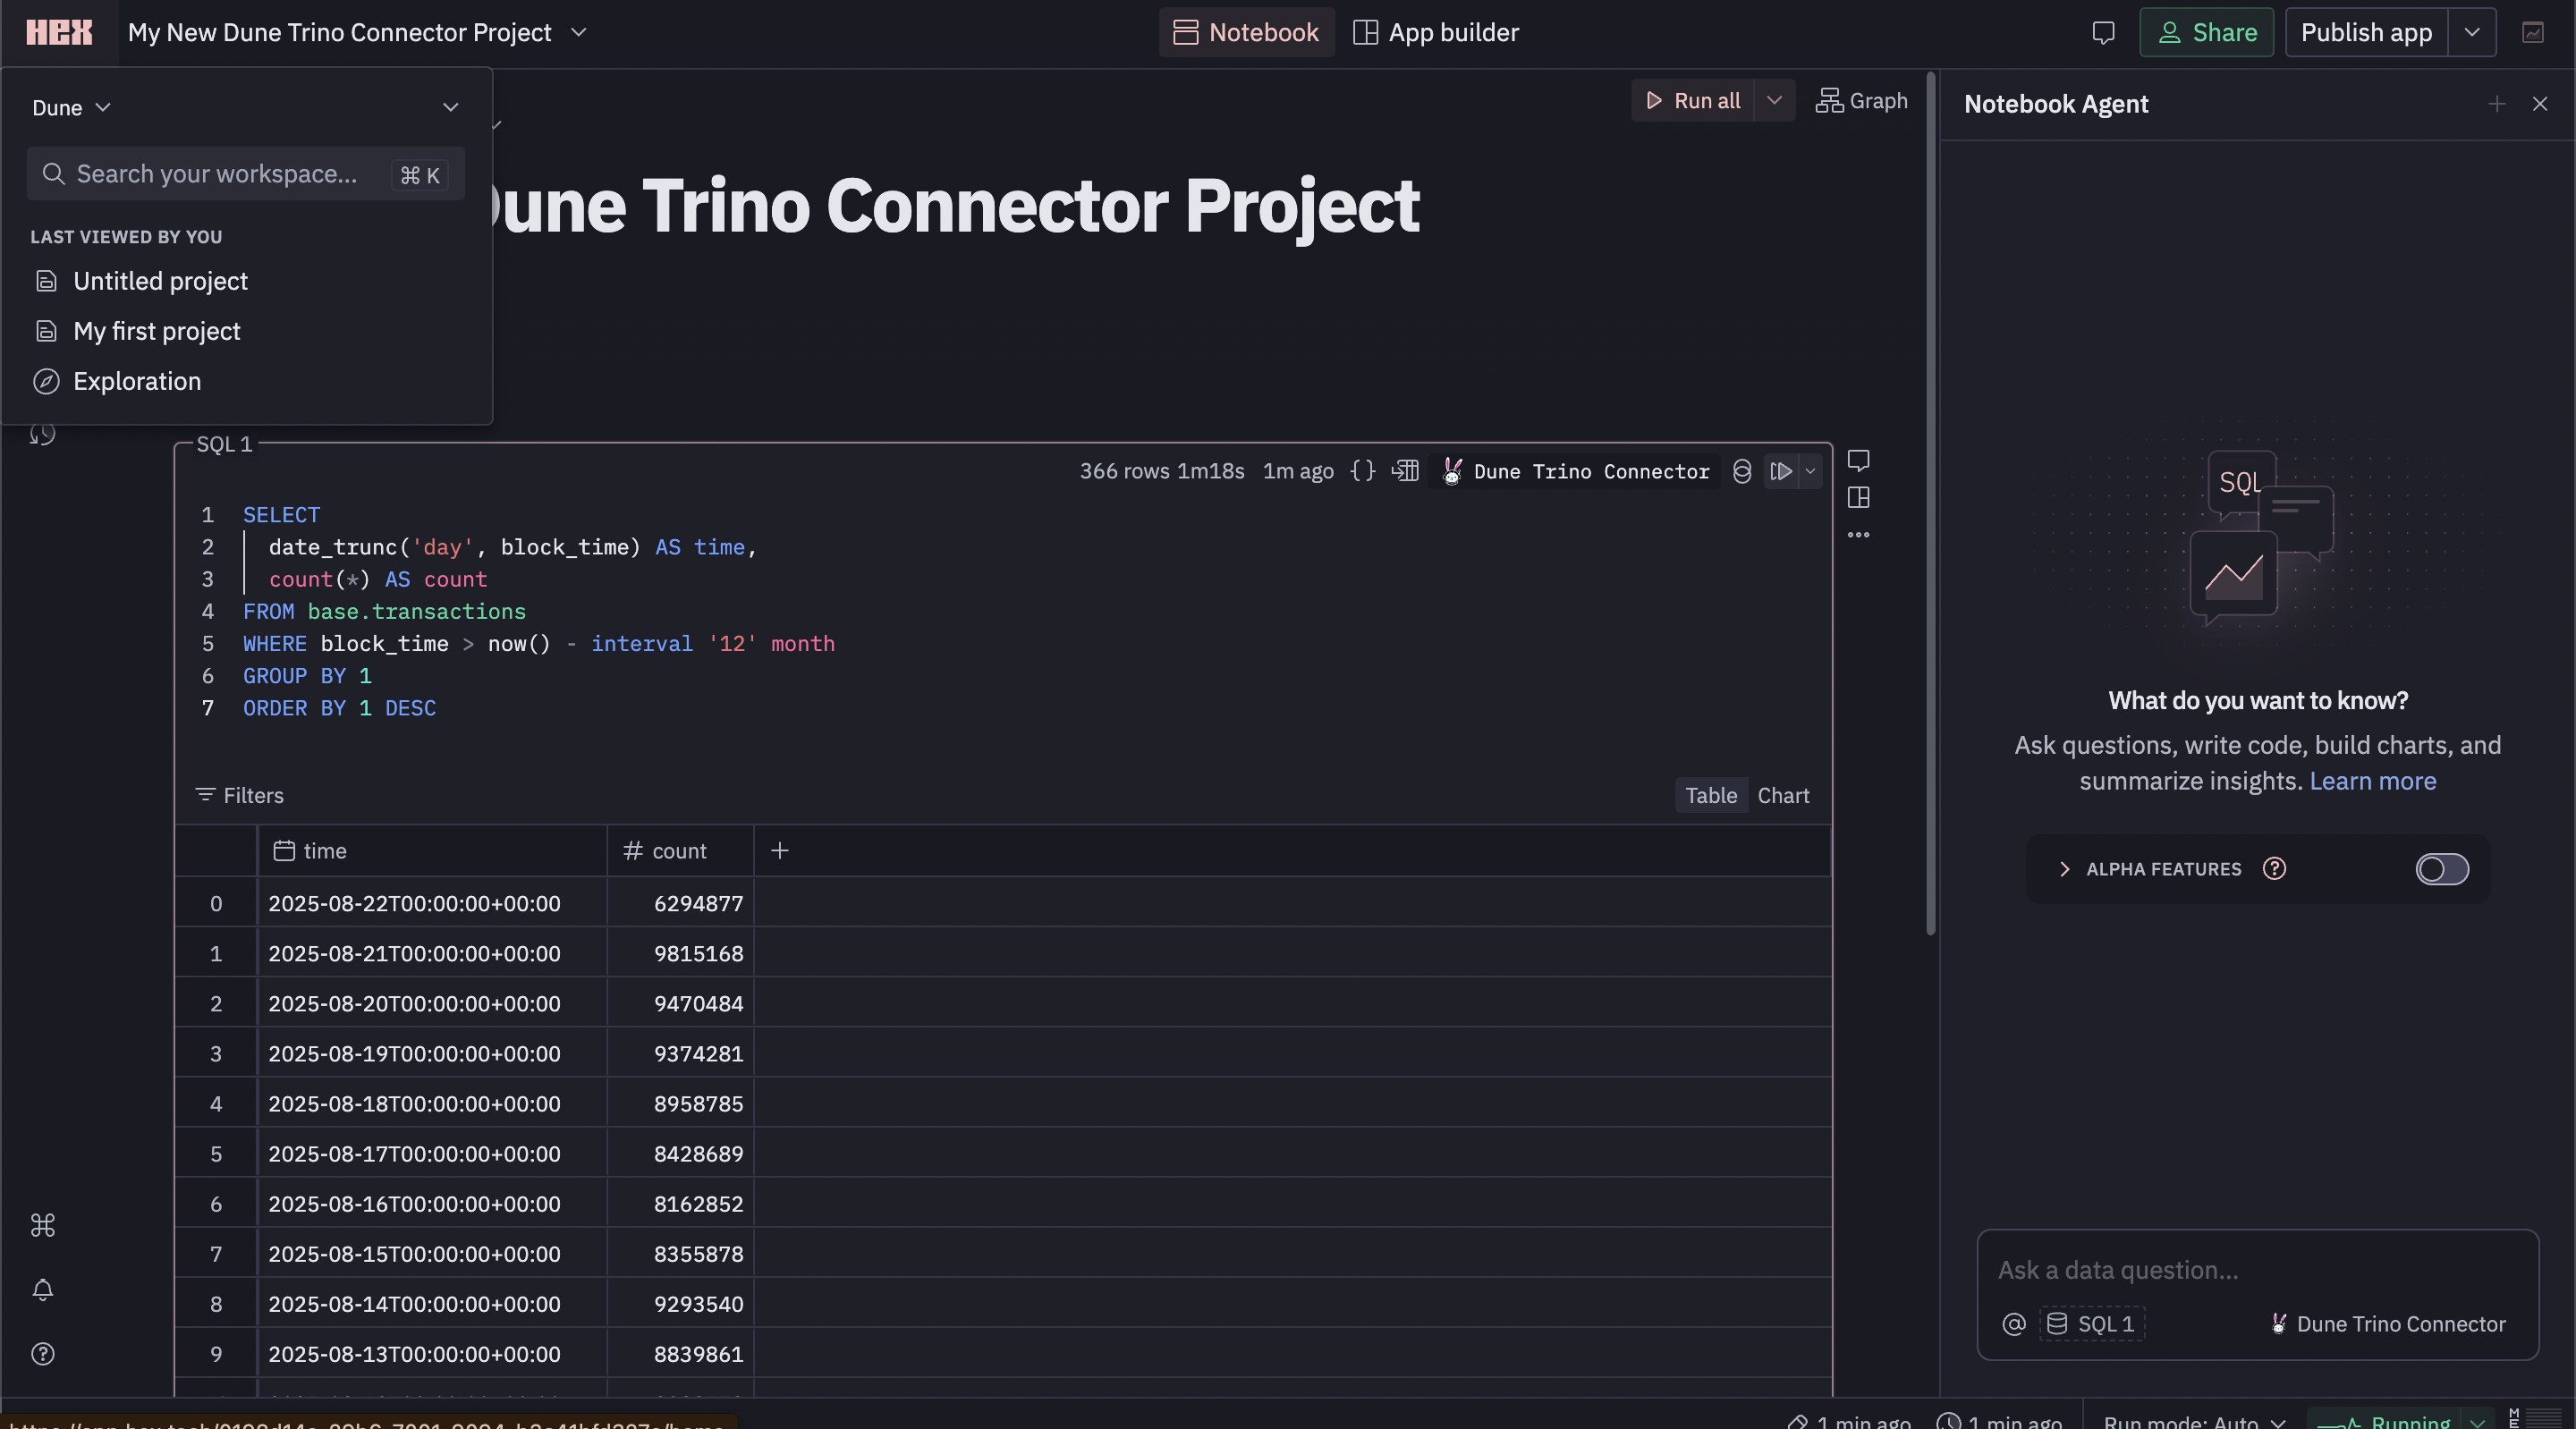 HEX
My New Dune Trino Connector Project
Notebook
App builder
Share
Publish app
Dune
Search your workspace...
⌘ K
LAST VIEWED BY YOU
Untitled project
My first project
Exploration
Run all
Graph
Dune Trino Connector Project
SQL 1
366 rows 1m18s 1m ago
{ }
Dune Trino Connector
1 SELECT
2 date_trunc('day', block_time) AS time,
3 count(*) AS count
4 FROM base.transactions
5 WHERE block_time > now() - interval '12' month
6 GROUP BY 1
7 ORDER BY 1 DESC
Filters
Table
Chart
time
# count
+
0 2025-08-22T00:00:00+00:00 6294877
1 2025-08-21T00:00:00+00:00 9815168
2 2025-08-20T00:00:00+00:00 9470484
3 2025-08-19T00:00:00+00:00 9374281
4 2025-08-18T00:00:00+00:00 8958785
5 2025-08-17T00:00:00+00:00 8428689
6 2025-08-16T00:00:00+00:00 8162852
7 2025-08-15T00:00:00+00:00 8355878
8 2025-08-14T00:00:00+00:00 9293540
9 2025-08-13T00:00:00+00:00 8839861
Notebook Agent
SQL
What do you want to know?
Ask questions, write code, build charts, and
summarize insights. Learn more
ALPHA FEATURES
Ask a data question...
@ SQL 1
Dune Trino Connector
1 min ago
1 min ago
Run mode: Auto
Running